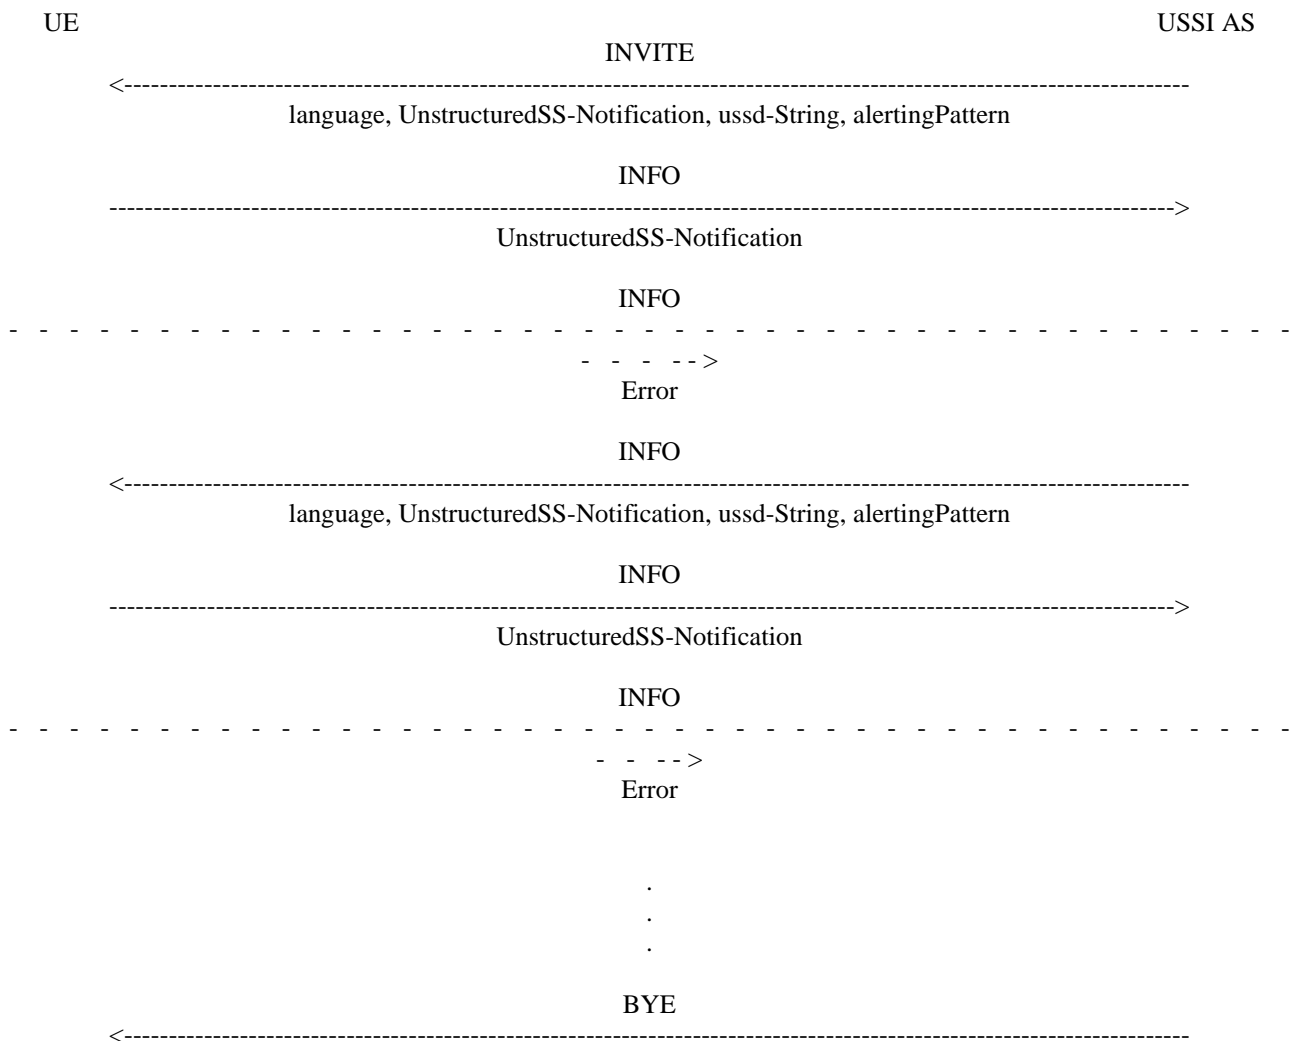 UE USSI AS
INVITE
<------------------------------------------------------------------------------------------------------------------------
language, UnstructuredSS-Notification, ussd-String, alertingPattern
INFO
------------------------------------------------------------------------------------------------------------------------>
UnstructuredSS-Notification
INFO
- - - - - - - - - - - - - - - - - - - - - - - - - - - - - - - - - - - - - - - - - - -
- - - - - >
Error
INFO
<------------------------------------------------------------------------------------------------------------------------
language, UnstructuredSS-Notification, ussd-String, alertingPattern
INFO
------------------------------------------------------------------------------------------------------------------------>
UnstructuredSS-Notification
INFO
- - - - - - - - - - - - - - - - - - - - - - - - - - - - - - - - - - - - - - - - - - -
- - - - >
Error
.
.
.
BYE
<------------------------------------------------------------------------------------------------------------------------